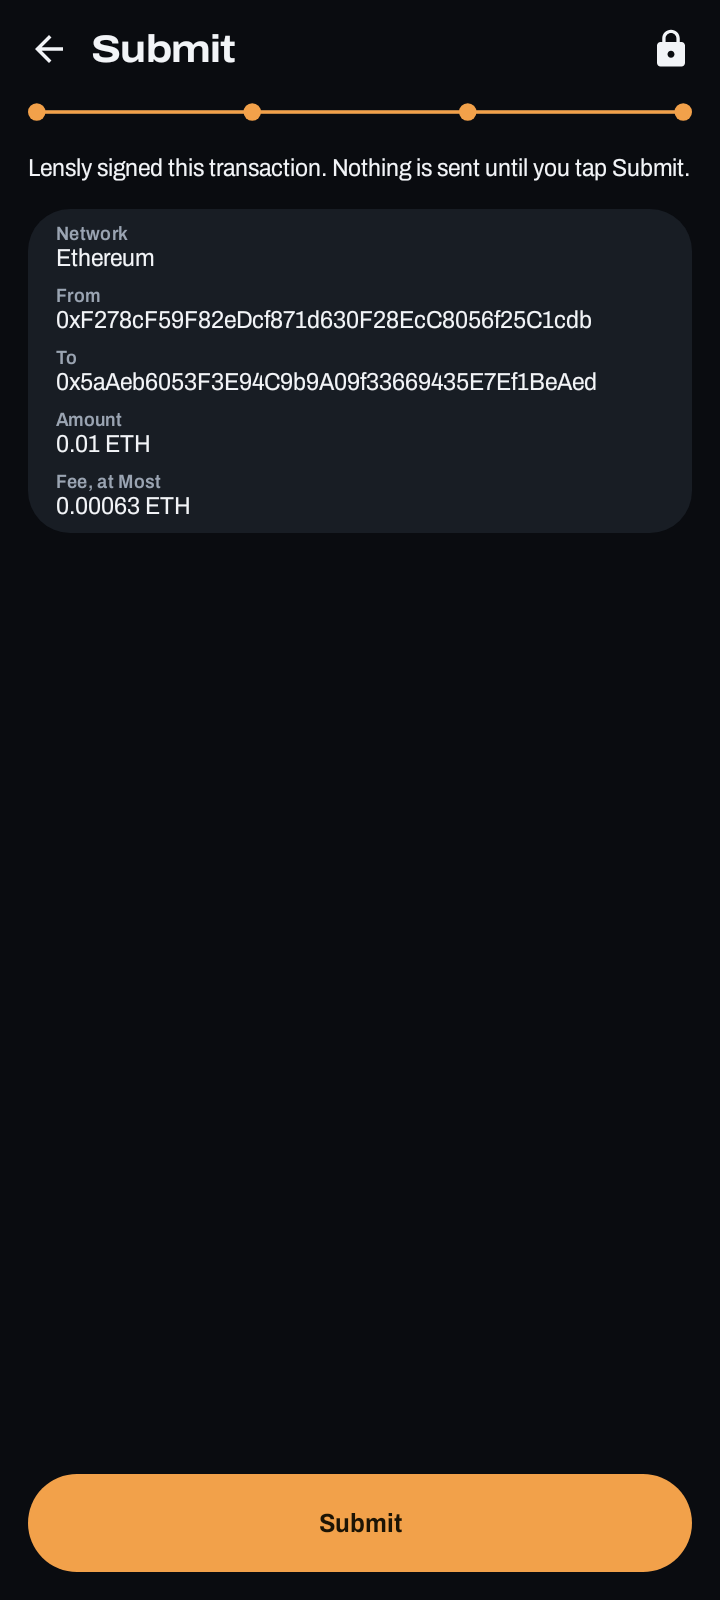 Submit
Lensly signed this transaction. Nothing is sent until you tap Submit.
Network
Ethereum
From
0xF278cF59F82eDcf871d630F28EcC8056f25C1cdb
To
0x5aAeb6053F3E94C9b9A09f33669435E7Ef1BeAed
Amount
0.01 ETH
Fee, at Most
0.00063 ETH
Submit